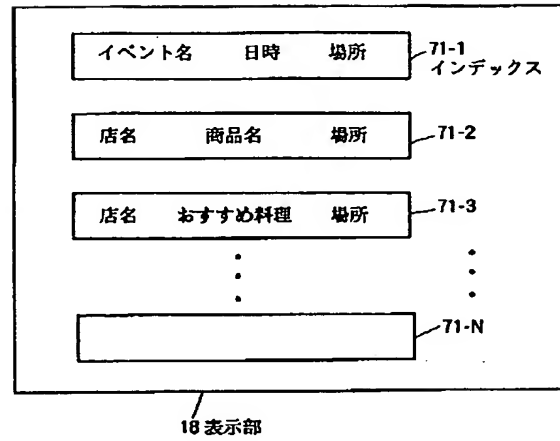 イベント名 日時 場所
71-1
インデックス
店名 商品名 場所
71-2
店名 おすすめ料理 場所
71-3
71-N
18 表示部